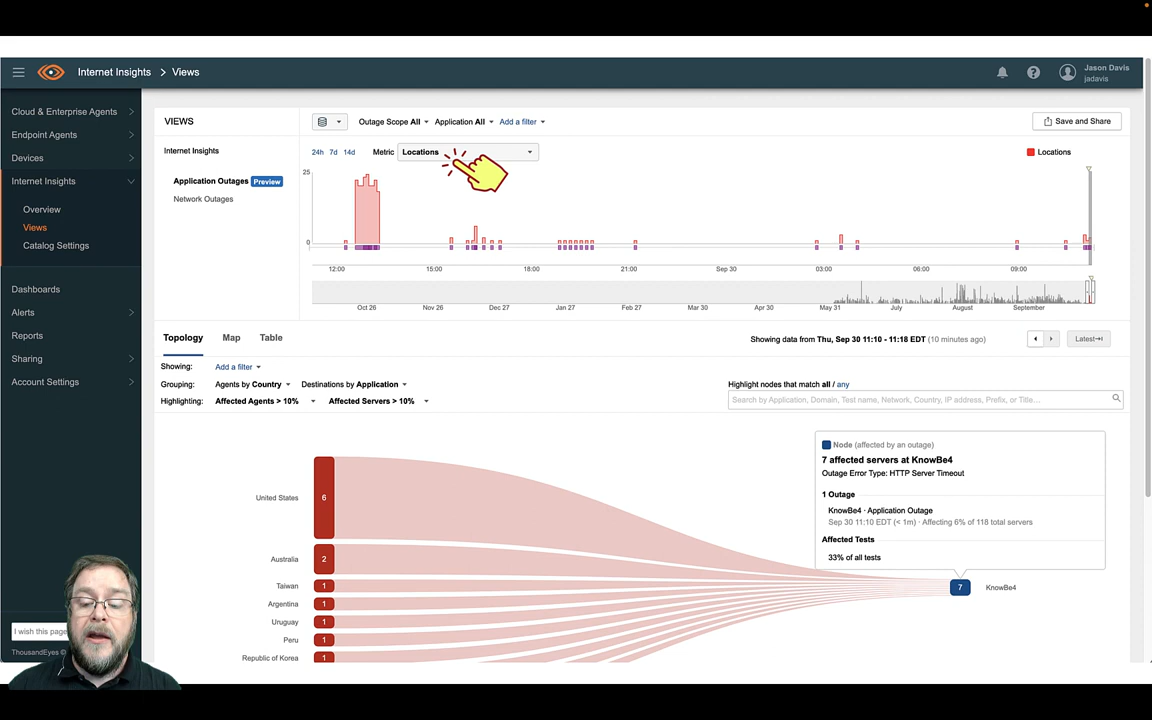 Internet Insights > Views
Jason Davis
jadavis
Cloud & Enterprise Agents
Endpoint Agents
Devices
Internet Insights
Overview
Views
Catalog Settings
Dashboards
Alerts
Reports
Sharing
Account Settings
I wish this page
ThousandEyes ©
VIEWS
Outage Scope All
Application All
Add a filter
Save and Share
Internet Insights
Application Outages Preview
Network Outages
24h 7d 14d
Metric
Locations
Locations
25
0
12:00 15:00 18:00 21:00 Sep 30 03:00 06:00 09:00
Oct 26 Nov 26 Dec 27 Jan 27 Feb 27 Mar 30 Apr 30 May 31 July August September
Topology Map Table
Showing data from Thu, Sep 30 11:10 - 11:18 EDT (10 minutes ago)
Latest
Showing: Add a filter
Grouping: Agents by Country Destinations by Application
Highlighting: Affected Agents > 10% Affected Servers > 10%
Highlight nodes that match all / any
Search by Application, Domain, Test name, Network, Country, IP address, Prefix, or Title...
Node (affected by an outage)
7 affected servers at KnowBe4
Outage Error Type: HTTP Server Timeout
1 Outage
KnowBe4 · Application Outage
Sep 30 11:10 EDT (< 1m) · Affecting 6% of 118 total servers
Affected Tests
33% of all tests
United States 6
Australia 2
Taiwan 1
Argentina 1
Uruguay 1
Peru 1
Republic of Korea 1
7 KnowBe4